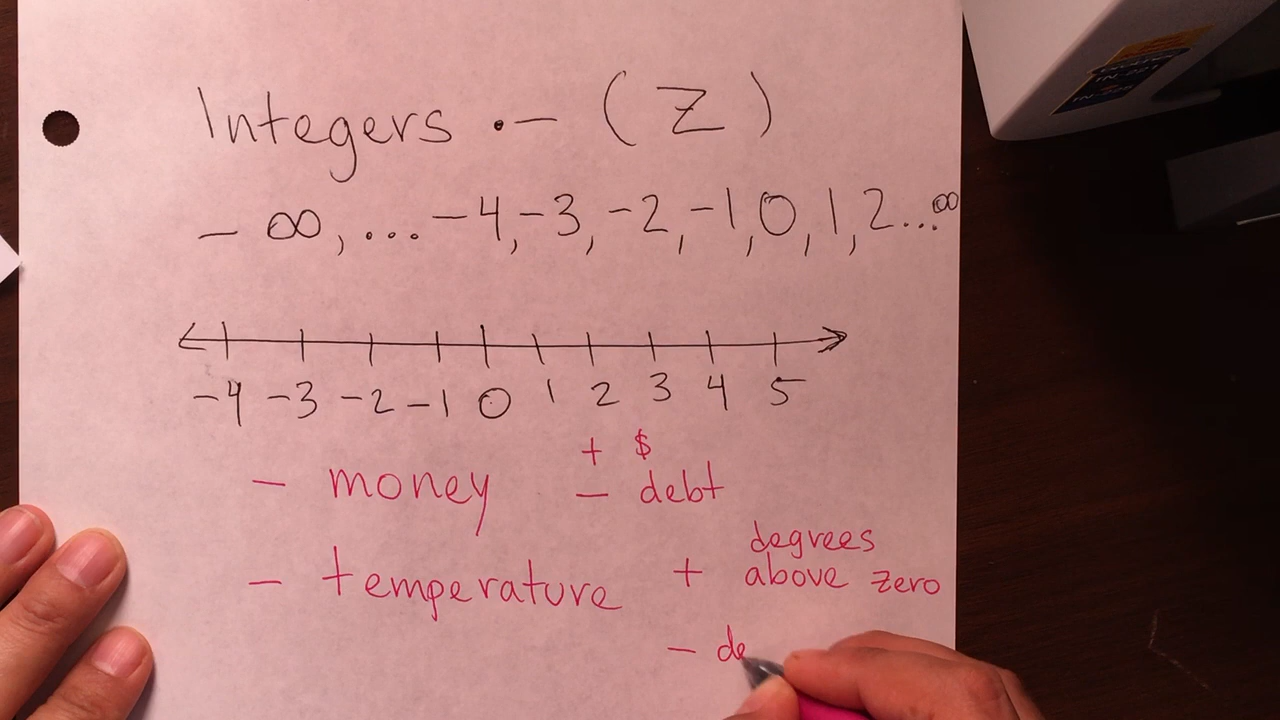 Integers :- (Z)
- ∞, ... -4, -3, -2, -1, 0, 1, 2 ... ∞
-4 -3 -2 -1 0 1 2 3 4 5
+ $
- money - debt
degrees
- temperature + above zero
- de